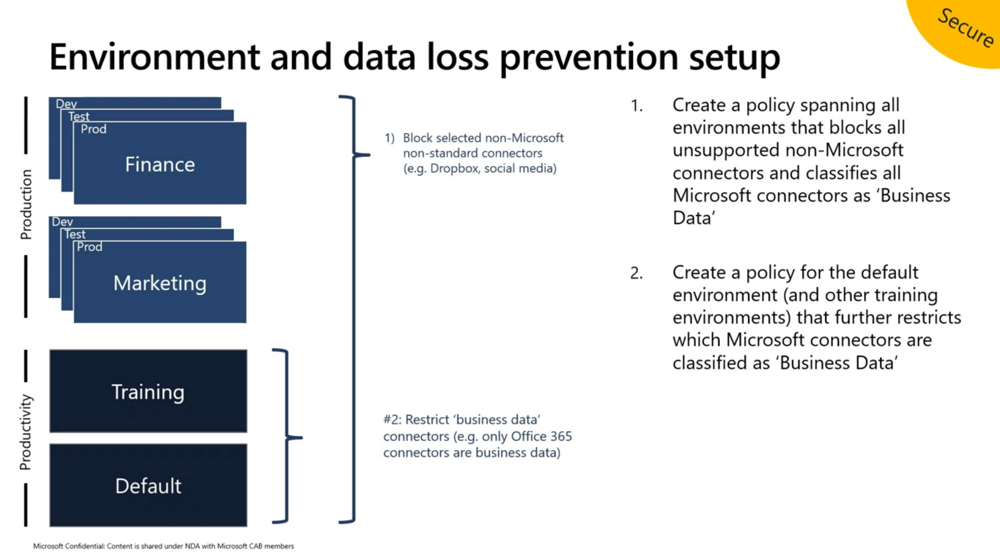 Secure
Environment and data loss prevention setup
Production
Dev
Test
Prod
Finance
Dev
Test
Prod
Marketing
Productivity
Training
Default
1) Block selected non-Microsoft
non-standard connectors
(e.g. Dropbox, social media)
#2: Restrict ‘business data’
connectors (e.g. only Office 365
connectors are business data)
1. Create a policy spanning all
environments that blocks all
unsupported non-Microsoft
connectors and classifies all
Microsoft connectors as ‘Business
Data’
2. Create a policy for the default
environment (and other training
environments) that further restricts
which Microsoft connectors are
classified as ‘Business Data’
Microsoft Confidential: Content is shared under NDA with Microsoft CAB members